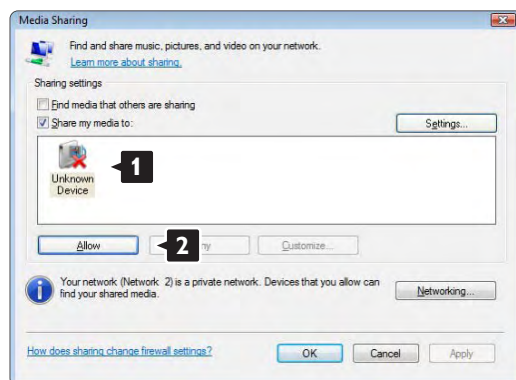 Media Sharing
Find and share music, pictures, and video on your network.
Learn more about sharing.
Sharing settings
Find media that others are sharing
Share my media to:
Settings...
1
Unknown
Device
Allow
2
ny
Customize...
Your network (Network 2) is a private network. Devices that you allow can
find your shared media.
Networking...
How does sharing change firewall settings?
OK
Cancel
Apply